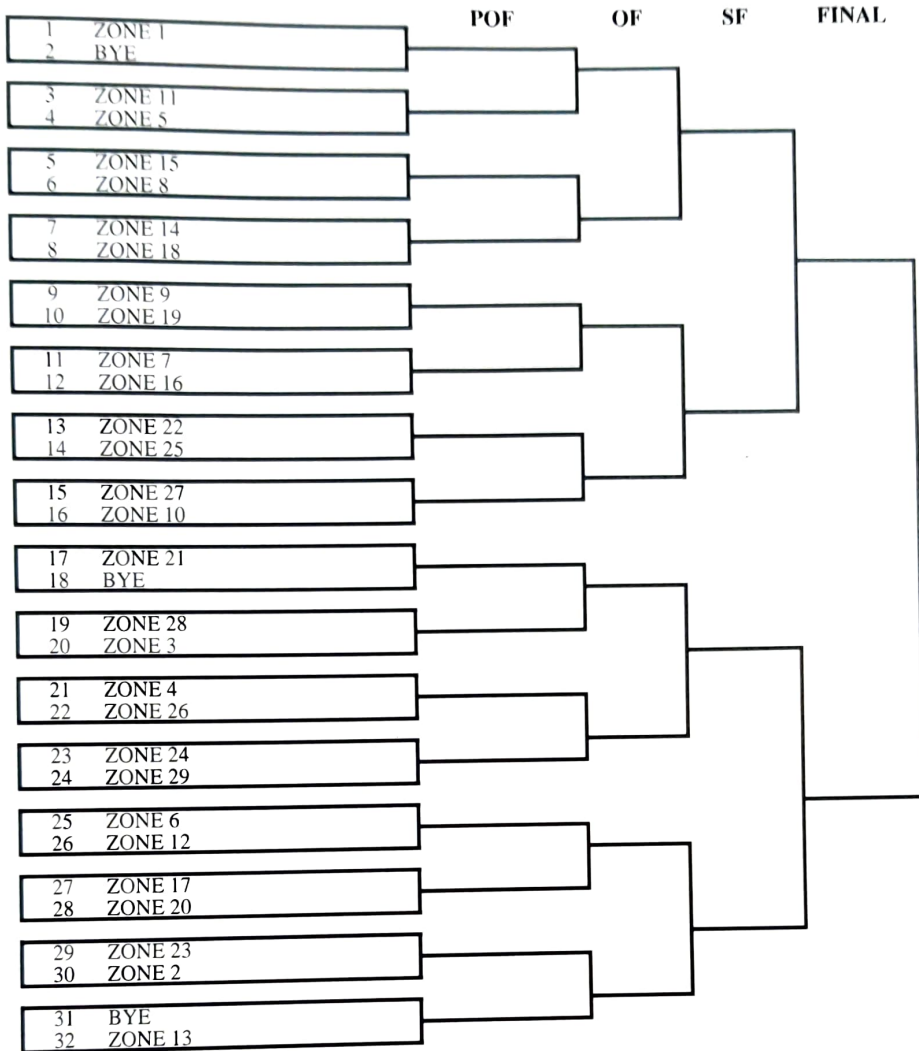 POF OF SF FINAL
1 ZONE 1
2 BYE
3 ZONE 11
4 ZONE 5
5 ZONE 15
6 ZONE 8
7 ZONE 14
8 ZONE 18
9 ZONE 9
10 ZONE 19
11 ZONE 7
12 ZONE 16
13 ZONE 22
14 ZONE 25
15 ZONE 27
16 ZONE 10
17 ZONE 21
18 BYE
19 ZONE 28
20 ZONE 3
21 ZONE 4
22 ZONE 26
23 ZONE 24
24 ZONE 29
25 ZONE 6
26 ZONE 12
27 ZONE 17
28 ZONE 20
29 ZONE 23
30 ZONE 2
31 BYE
32 ZONE 13